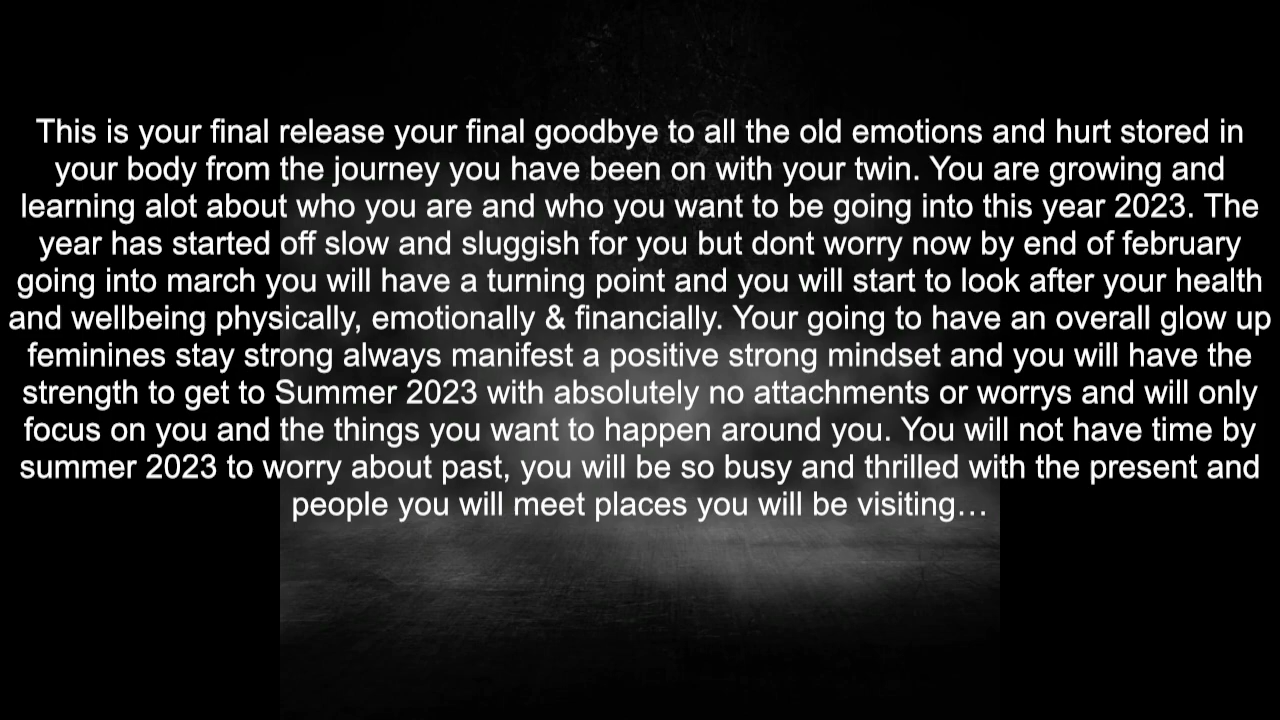 This is your final release your final goodbye to all the old emotions and hurt stored in
your body from the journey you have been on with your twin. You are growing and
learning alot about who you are and who you want to be going into this year 2023. The
year has started off slow and sluggish for you but dont worry now by end of february
going into march you will have a turning point and you will start to look after your health
and wellbeing physically, emotionally & financially. Your going to have an overall glow up
feminines stay strong always manifest a positive strong mindset and you will have the
strength to get to Summer 2023 with absolutely no attachments or worrys and will only
focus on you and the things you want to happen around you. You will not have time by
summer 2023 to worry about past, you will be so busy and thrilled with the present and
people you will meet places you will be visiting…